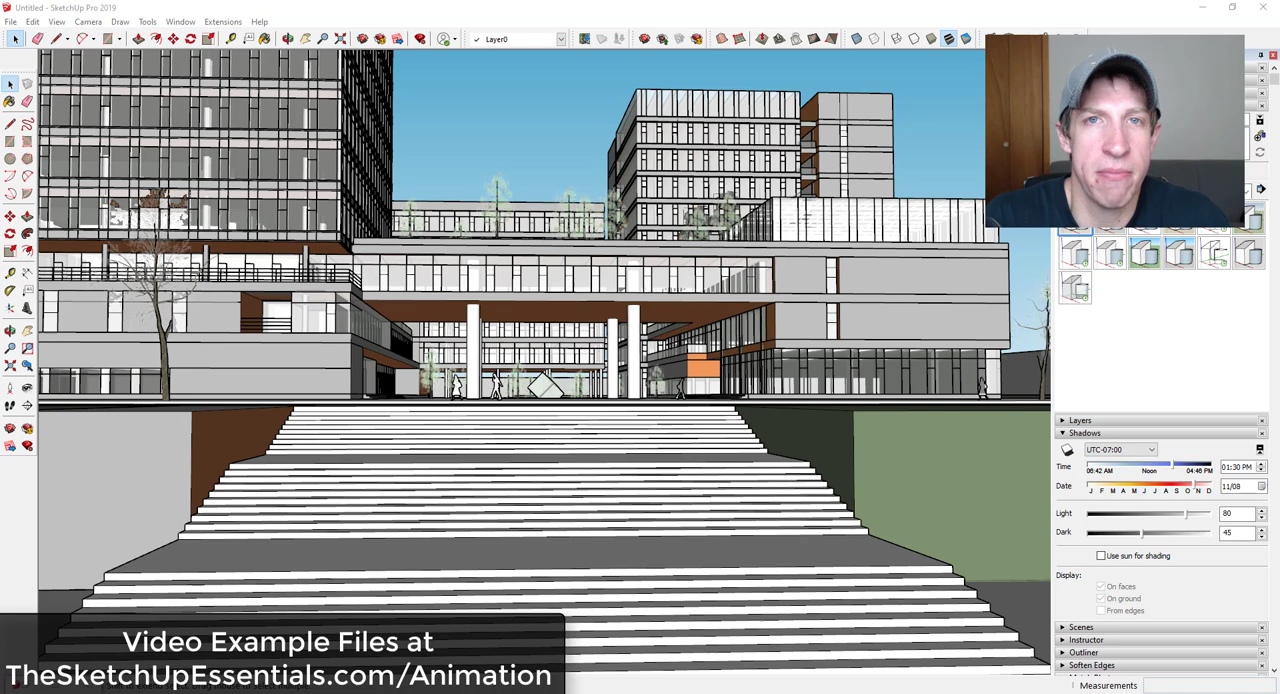 Untitled - SketchUp Pro 2019
File Edit View Camera Draw Tools Window Extensions Help
Layer0
Layers
Shadows
UTC-07:00
Time
06:42 AM Noon 04:46 PM
01:30 PM
Date
J F M A M J J A S O N D
11/08
Light
80
Dark
45
Use sun for shading
Display:
On faces
On ground
From edges
Scenes
Instructor
Outliner
Soften Edges
Measurements
Video Example Files at
TheSketchUpEssentials.com/Animation